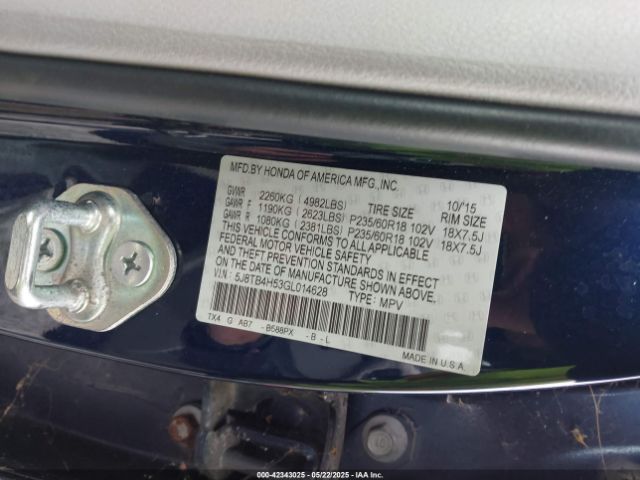 MFD.BY HONDA OF AMERICA MFG.,INC.
10/15
GVWR 2260KG ( 4982LBS) TIRE SIZE RIM SIZE
GAWR F 1190KG ( 2623LBS) P235/60R18 102V 18X7.5J
GAWR R 1080KG ( 2381LBS) P235/60R18 102V 18X7.5J
THIS VEHICLE CONFORMS TO ALL APPLICABLE
FEDERAL MOTOR VEHICLE SAFETY, BUMPER,
AND THEFT PREVENTION STANDARDS IN EFFECT
ON THE DATE OF MANUFACTURE SHOWN ABOVE.
V.I.N: 5J8TB4H53GL014628 TYPE: MPV
TX4 G AB7 -B588PX -B -L
MADE IN U.S.A.
000-42343025 | 05/22/2025 | IAA, Inc.